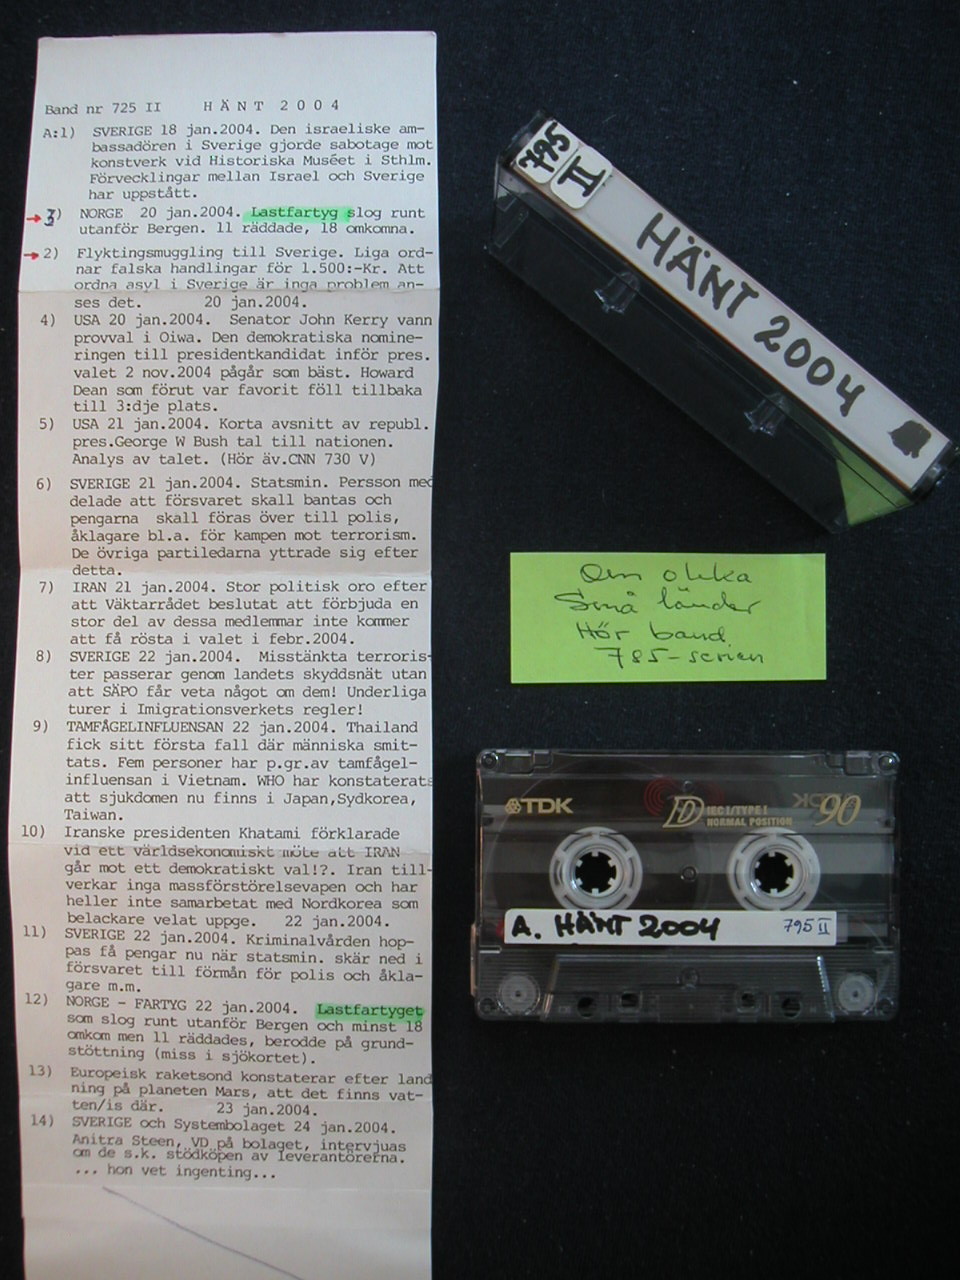 Band nr 725 II HÄNT 2004
A:1) SVERIGE 18 jan.2004. Den israeliske am-
bassadören i Sverige gjorde sabotage mot
konstverk vid Historiska Muséet i Sthlm.
Förvecklingar mellan Israel och Sverige
har uppstått.
3) NORGE 20 jan.2004. Lastfartyg slog runt
utanför Bergen. 11 räddade, 18 omkomna.
2) Flyktingsmuggling till Sverige. Liga ord-
nar falska handlingar för 1.500:-Kr. Att
ordna asyl i Sverige är inga problem an-
ses det. 20 jan.2004.
4) USA 20 jan.2004. Senator John Kerry vann
provval i Oiwa. Den demokratiska nomine-
ringen till presidentkandidat inför pres.
valet 2 nov.2004 pågår som bäst. Howard
Dean som förut var favorit föll tillbaka
till 3:dje plats.
5) USA 21 jan.2004. Korta avsnitt av republ.
pres.George W Bush tal till nationen.
Analys av talet. (Hör äv.CNN 730 V)
6) SVERIGE 21 jan.2004. Statsmin. Persson med
delade att försvaret skall bantas och
pengarna skall föras över till polis,
åklagare bl.a. för kampen mot terrorism.
De övriga partiledarna yttrade sig efter
detta.
7) IRAN 21 jan.2004. Stor politisk oro efter
att Väktarrådet beslutat att förbjuda en
stor del av dessa medlemmar inte kommer
att få rösta i valet i febr.2004.
8) SVERIGE 22 jan.2004. Misstänkta terroris-
ter passerar genom landets skyddsnät utan
att SÄPO får veta något om dem! Underliga
turer i Imigrationsverkets regler!
9) TAMFÅGELINFLUENSAN 22 jan.2004. Thailand
fick sitt första fall där människa smit-
tats. Fem personer har p.gr.av tamfågel-
influensan i Vietnam. WHO har konstaterats
att sjukdomen nu finns i Japan,Sydkorea,
Taiwan.
10) Iranske presidenten Khatami förklarade
vid ett världsekonomiskt möte att IRAN
går mot ett demokratiskt val!?. Iran till-
verkar inga massförstörelsevapen och har
heller inte samarbetat med Nordkorea som
belackare velat uppge. 22 jan.2004.
11) SVERIGE 22 jan.2004. Kriminalvården hop-
pas få pengar nu när statsmin. skär ned i
försvaret till förmån för polis och åkla-
gare m.m.
12) NORGE - FARTYG 22 jan.2004. Lastfartyget
som slog runt utanför Bergen och minst 18
omkom men 11 räddades, berodde på grund-
stöttning (miss i sjökortet).
13) Europeisk raketsond konstaterar efter land
ning på planeten Mars, att det finns vat-
ten/is där. 23 jan.2004.
14) SVERIGE och Systembolaget 24 jan.2004.
Anitra Steen, VD på bolaget, intervjuas
om de s.k. stödköpen av leverantörerna.
... hon vet ingenting...
795 II
HÄNT 2004
Om olika
Små länder
Hör band
785-serien
TDK
D IEC I/TYPE I
NORMAL POSITION
90
A. HÄNT 2004 795 II